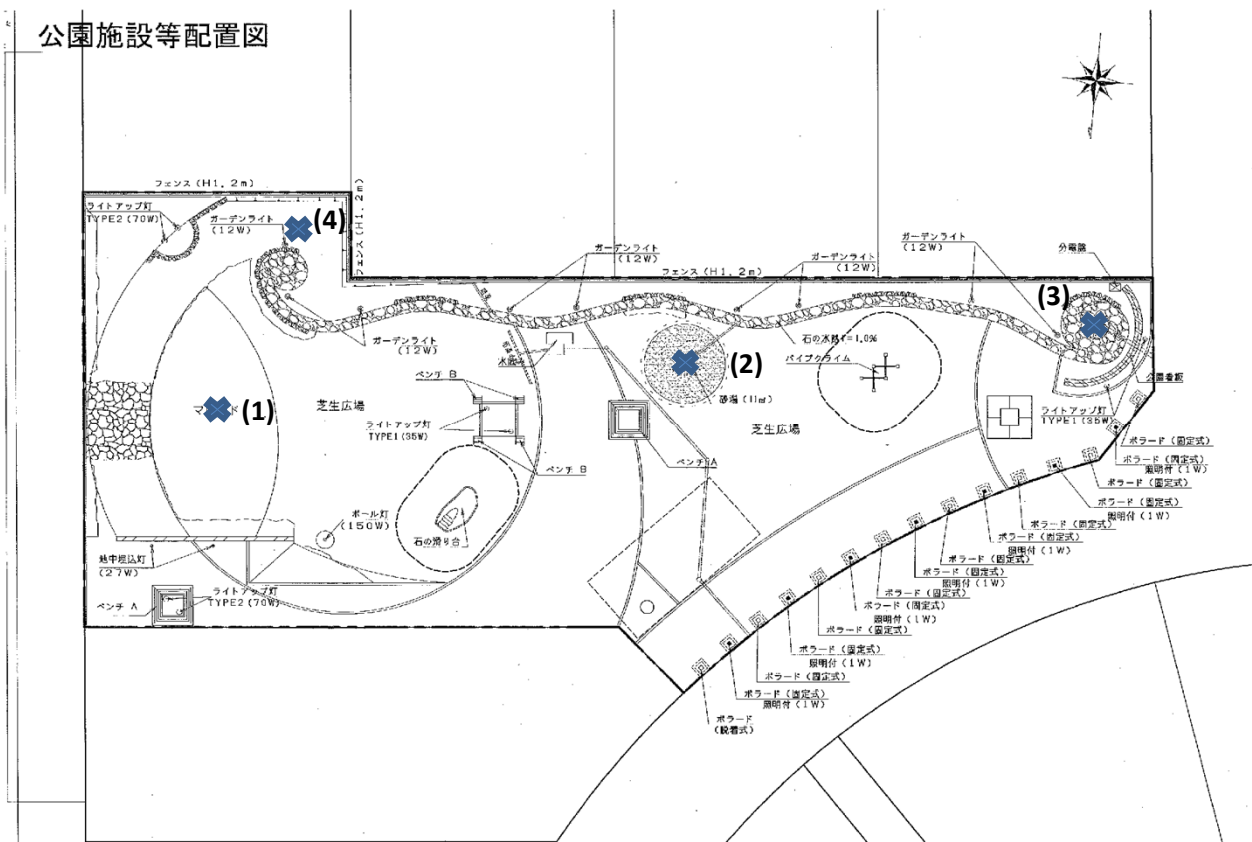 公園施設等配置図
フェンス (H1.2m)
ライトアップ灯
TYPE2 (70W)
ガーデンライト
(12W)
(4)
フェンス (H1.2m)
ガーデンライト
(12W)
フェンス (H1.2m)
ガーデンライト
(12W)
ガーデンライト
(12W)
分電盤
(3)
ガーデンライト
(12W)
石の水路 i=1.0%
パイプクライム
(2)
砂場 (11㎡)
公園看板
ベンチ B
(1)
芝生広場
ライトアップ灯
TYPE1 (35W)
芝生広場
ライトアップ灯
TYPE1 (35W)
ベンチ A
ベンチ B
ポール灯
(150W)
石の滑り台
地中埋込灯
(27W)
ライトアップ灯
TYPE2 (70W)
ベンチ A
ボラード (固定式)
ボラード (固定式)
照明付 (1W)
ボラード (固定式)
ボラード (固定式)
照明付 (1W)
ボラード (固定式)
ボラード (固定式)
照明付 (1W)
ボラード (固定式)
ボラード (固定式)
照明付 (1W)
ボラード (固定式)
ボラード (固定式)
照明付 (1W)
ボラード (固定式)
ボラード (固定式)
照明付 (1W)
ボラード (固定式)
ボラード (固定式)
照明付 (1W)
ボラード
(脱着式)